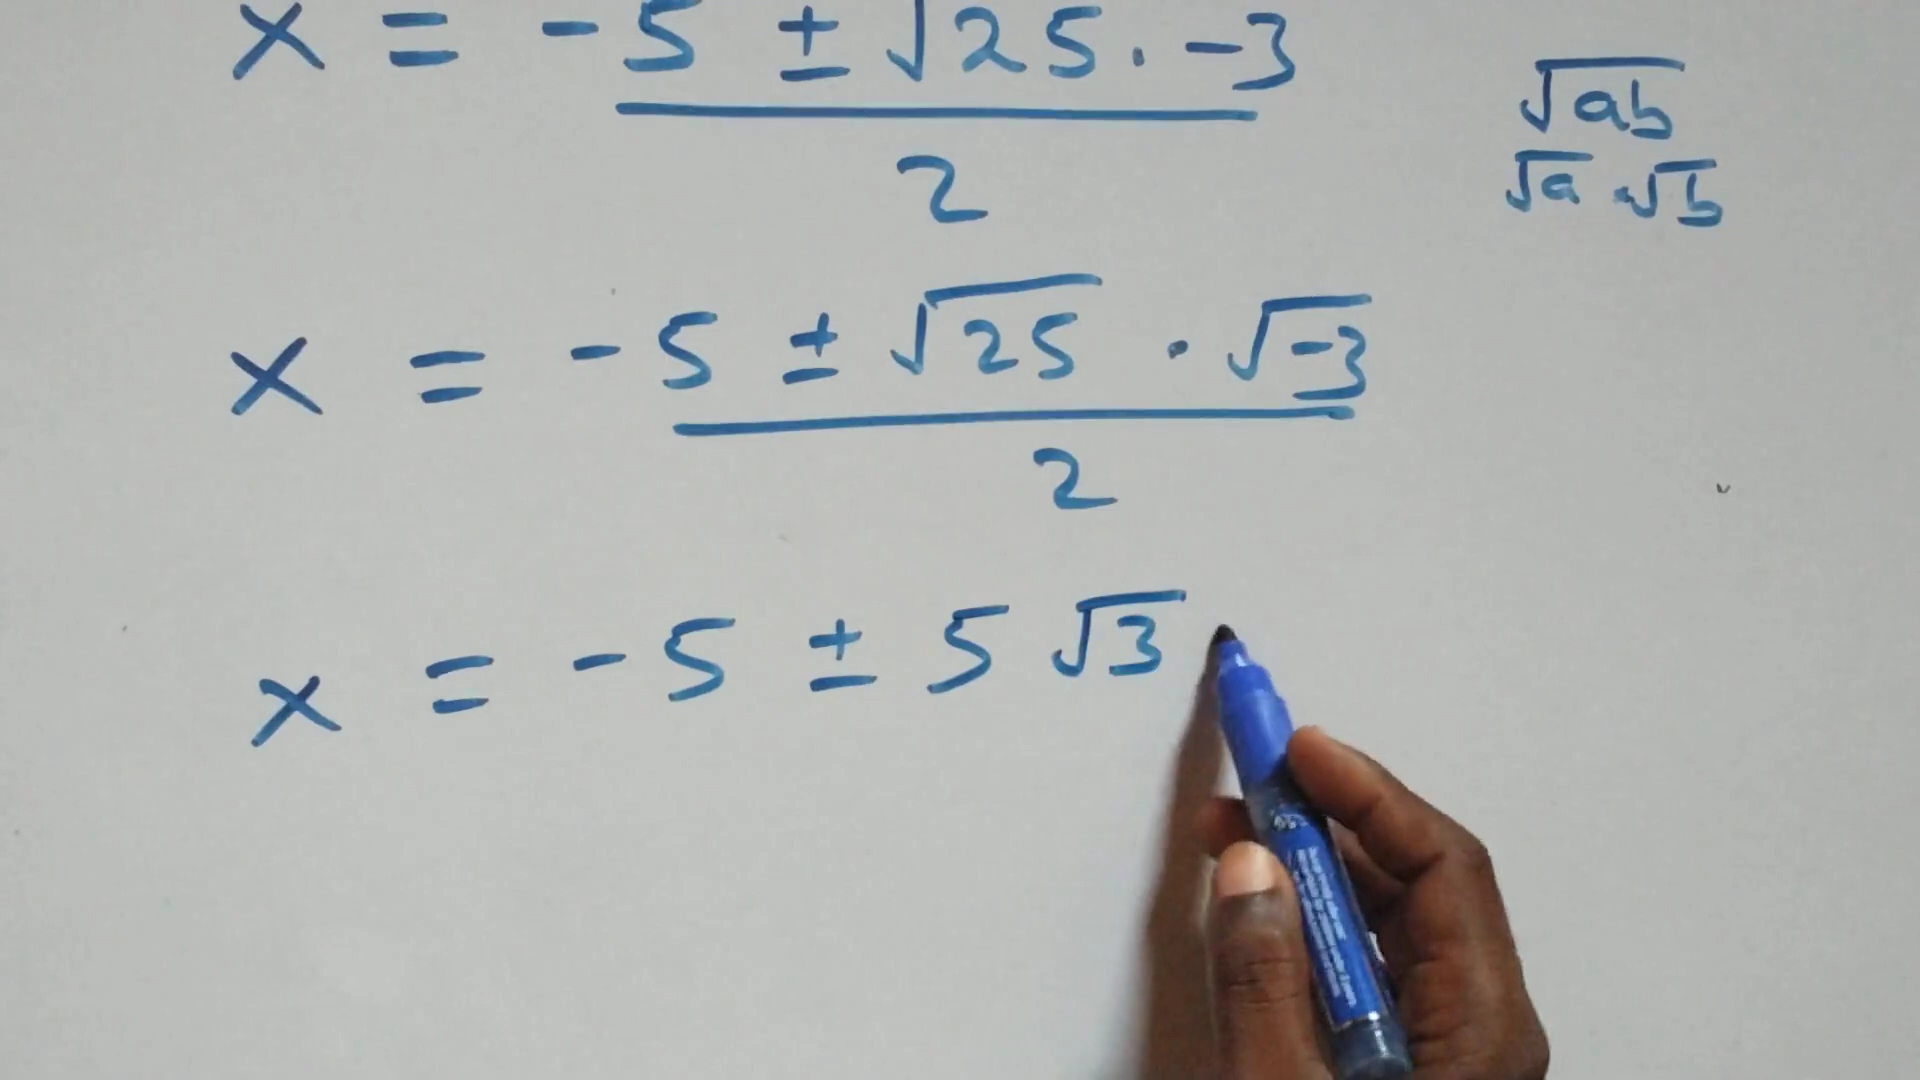 x = -5 ± √25 · -3
2
√ab
√a · √b
x = -5 ± √25 · √-3
2
x = -5 ± 5 √3